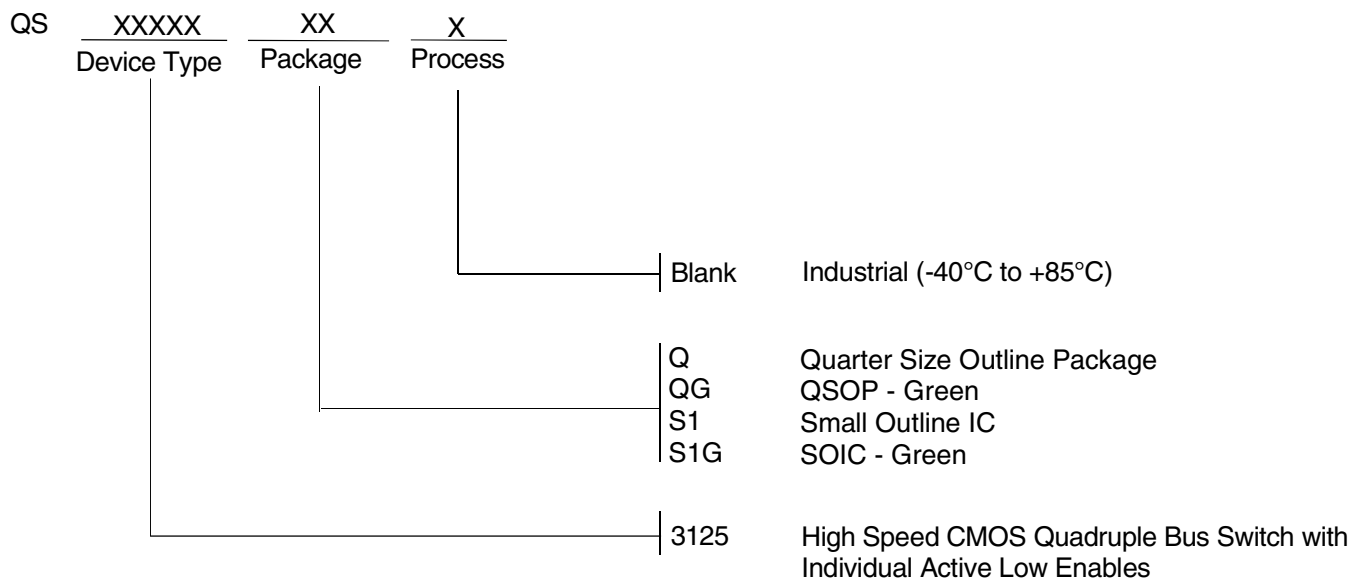 QS XXXXX XX X
Device Type Package Process
Blank Industrial (-40°C to +85°C)
Q Quarter Size Outline Package
QG QSOP - Green
S1 Small Outline IC
S1G SOIC - Green
3125 High Speed CMOS Quadruple Bus Switch with
Individual Active Low Enables